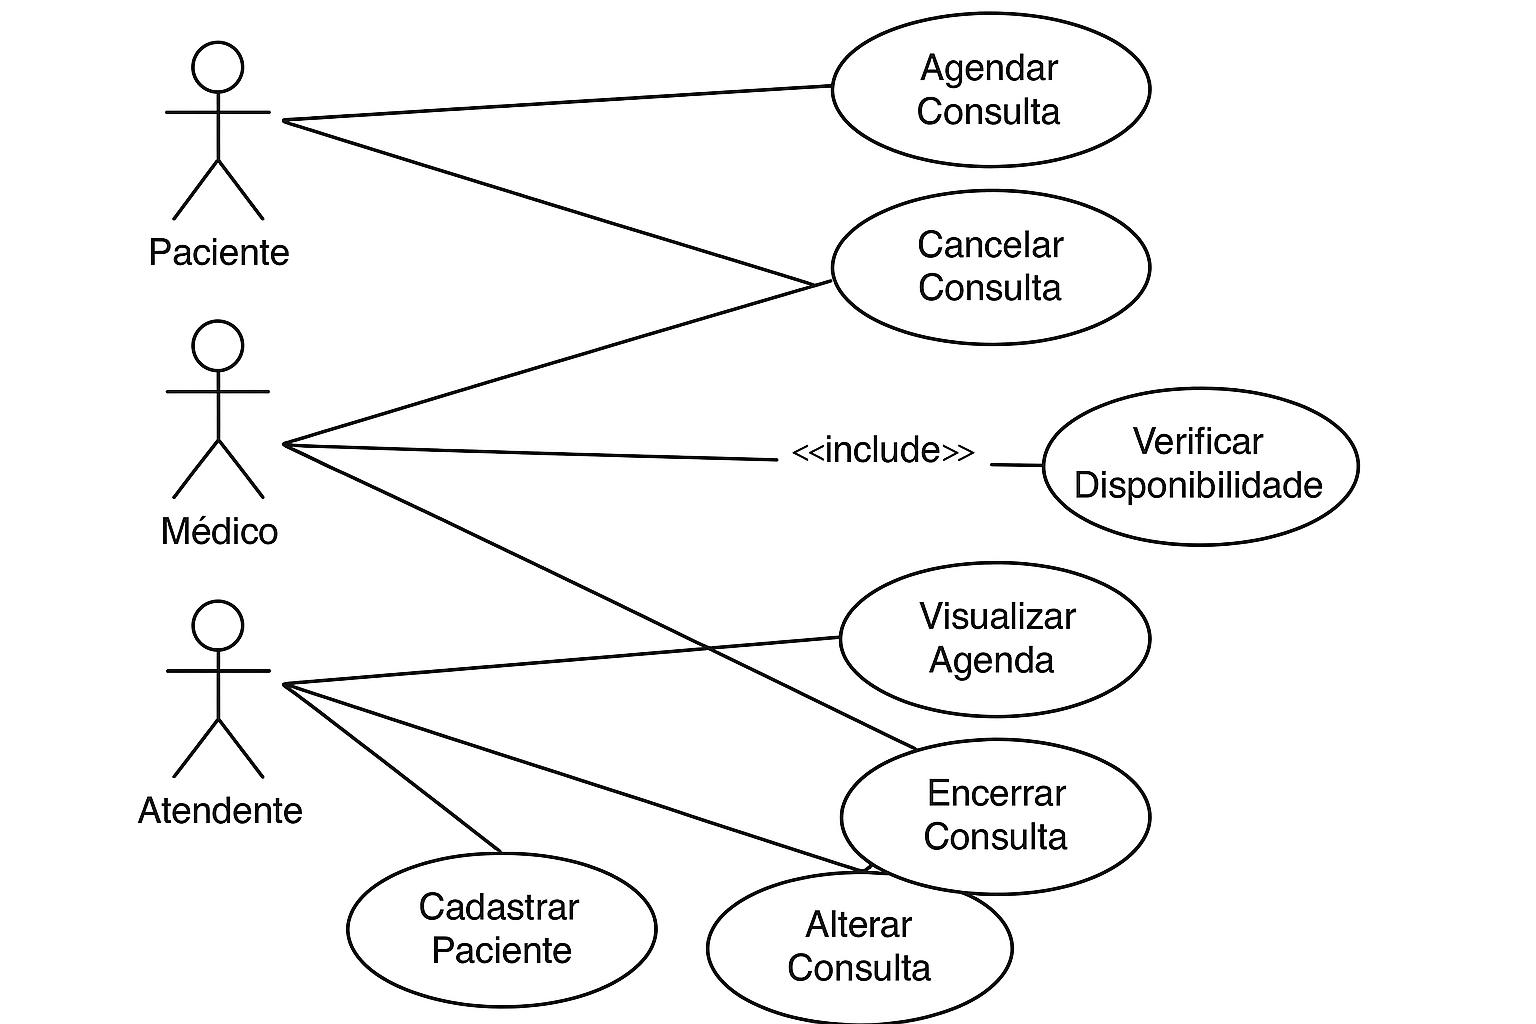 Agendar
Consulta
Paciente
Cancelar
Consulta
Médico
<<include>>
Verificar
Disponibilidade
Visualizar
Agenda
Atendente
Encerrar
Consulta
Cadastrar
Paciente
Alterar
Consulta